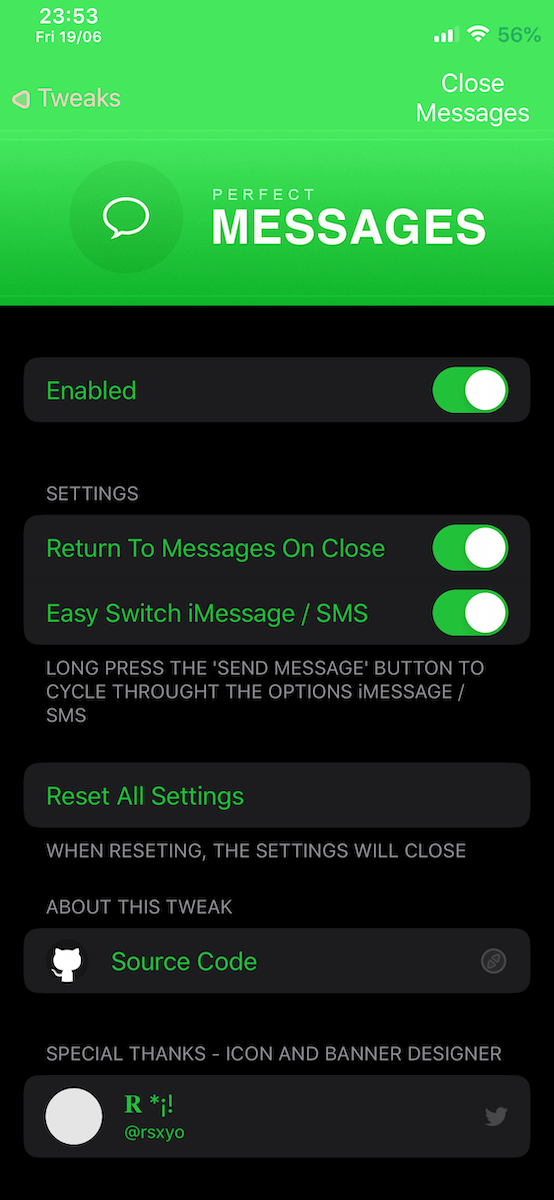 23:53
Fri 19/06
56%
Tweaks
Close
Messages
PERFECT
MESSAGES
Enabled
SETTINGS
Return To Messages On Close
Easy Switch iMessage / SMS
LONG PRESS THE 'SEND MESSAGE' BUTTON TO
CYCLE THROUGHT THE OPTIONS iMESSAGE /
SMS
Reset All Settings
WHEN RESETING, THE SETTINGS WILL CLOSE
ABOUT THIS TWEAK
Source Code
SPECIAL THANKS - ICON AND BANNER DESIGNER
R *¡!
@rsxyo